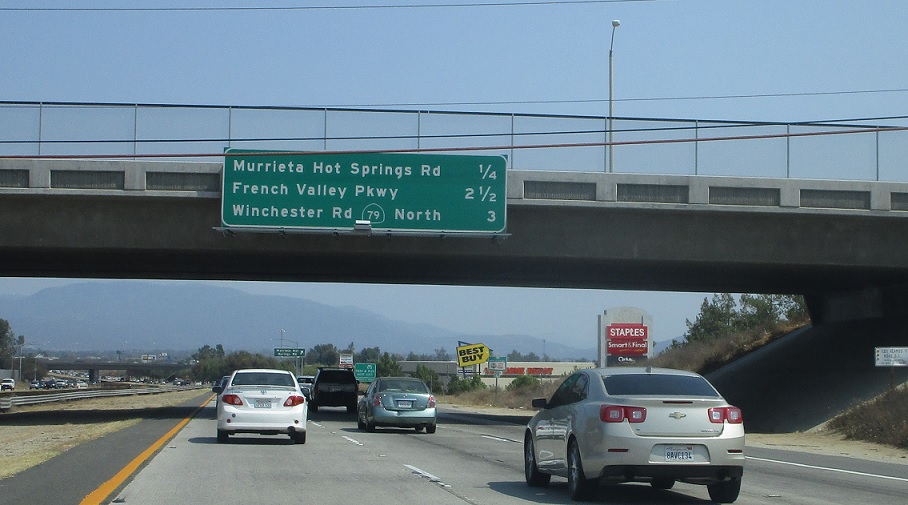 Murrieta Hot Springs Rd 1/4
French Valley Pkwy 2 1/2
Winchester Rd 79 North 3
STAPLES
Smart&Final
BEST BUY